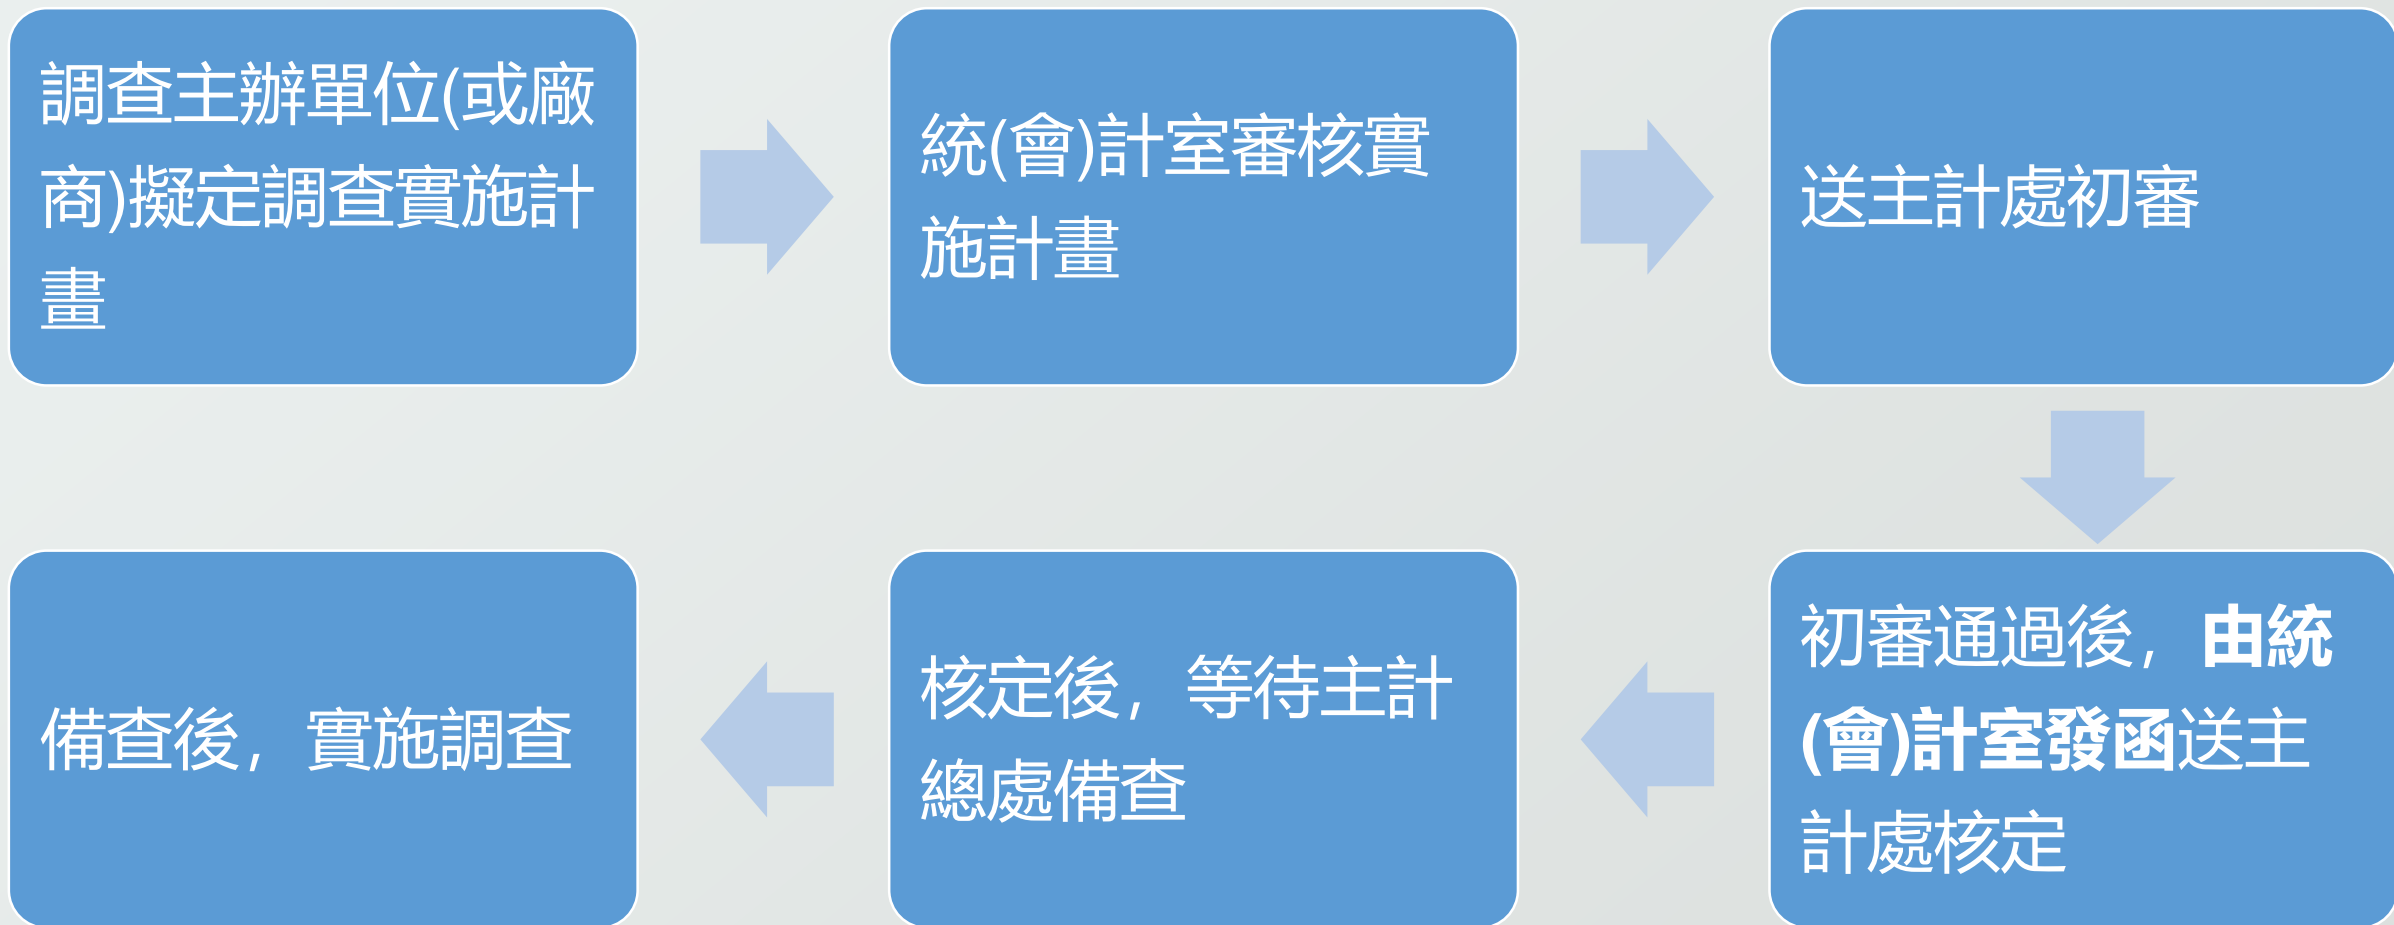 調查主辦單位(或廠
商)擬定調查實施計
畫
統(會)計室審核實
施計畫
送主計處初審
初審通過後，由統
(會)計室發函送主
計處核定
核定後，等待主計
總處備查
備查後，實施調查